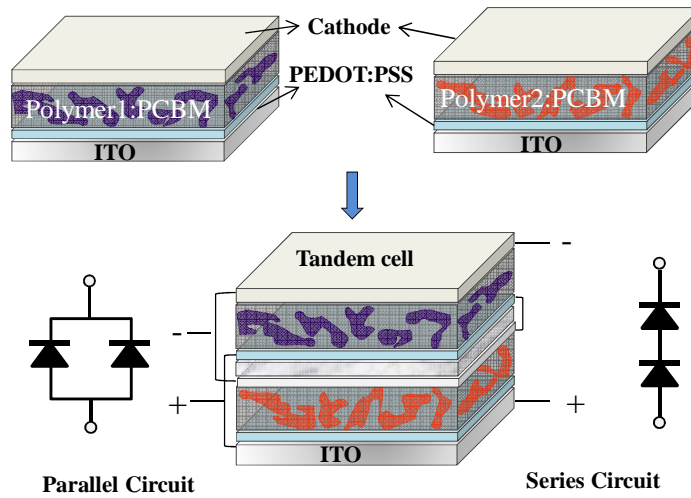 Cathode
PEDOT:PSS
Polymer1:PCBM
Polymer2:PCBM
ITO
ITO
Tandem cell
-
-
+
+
ITO
Parallel Circuit
Series Circuit